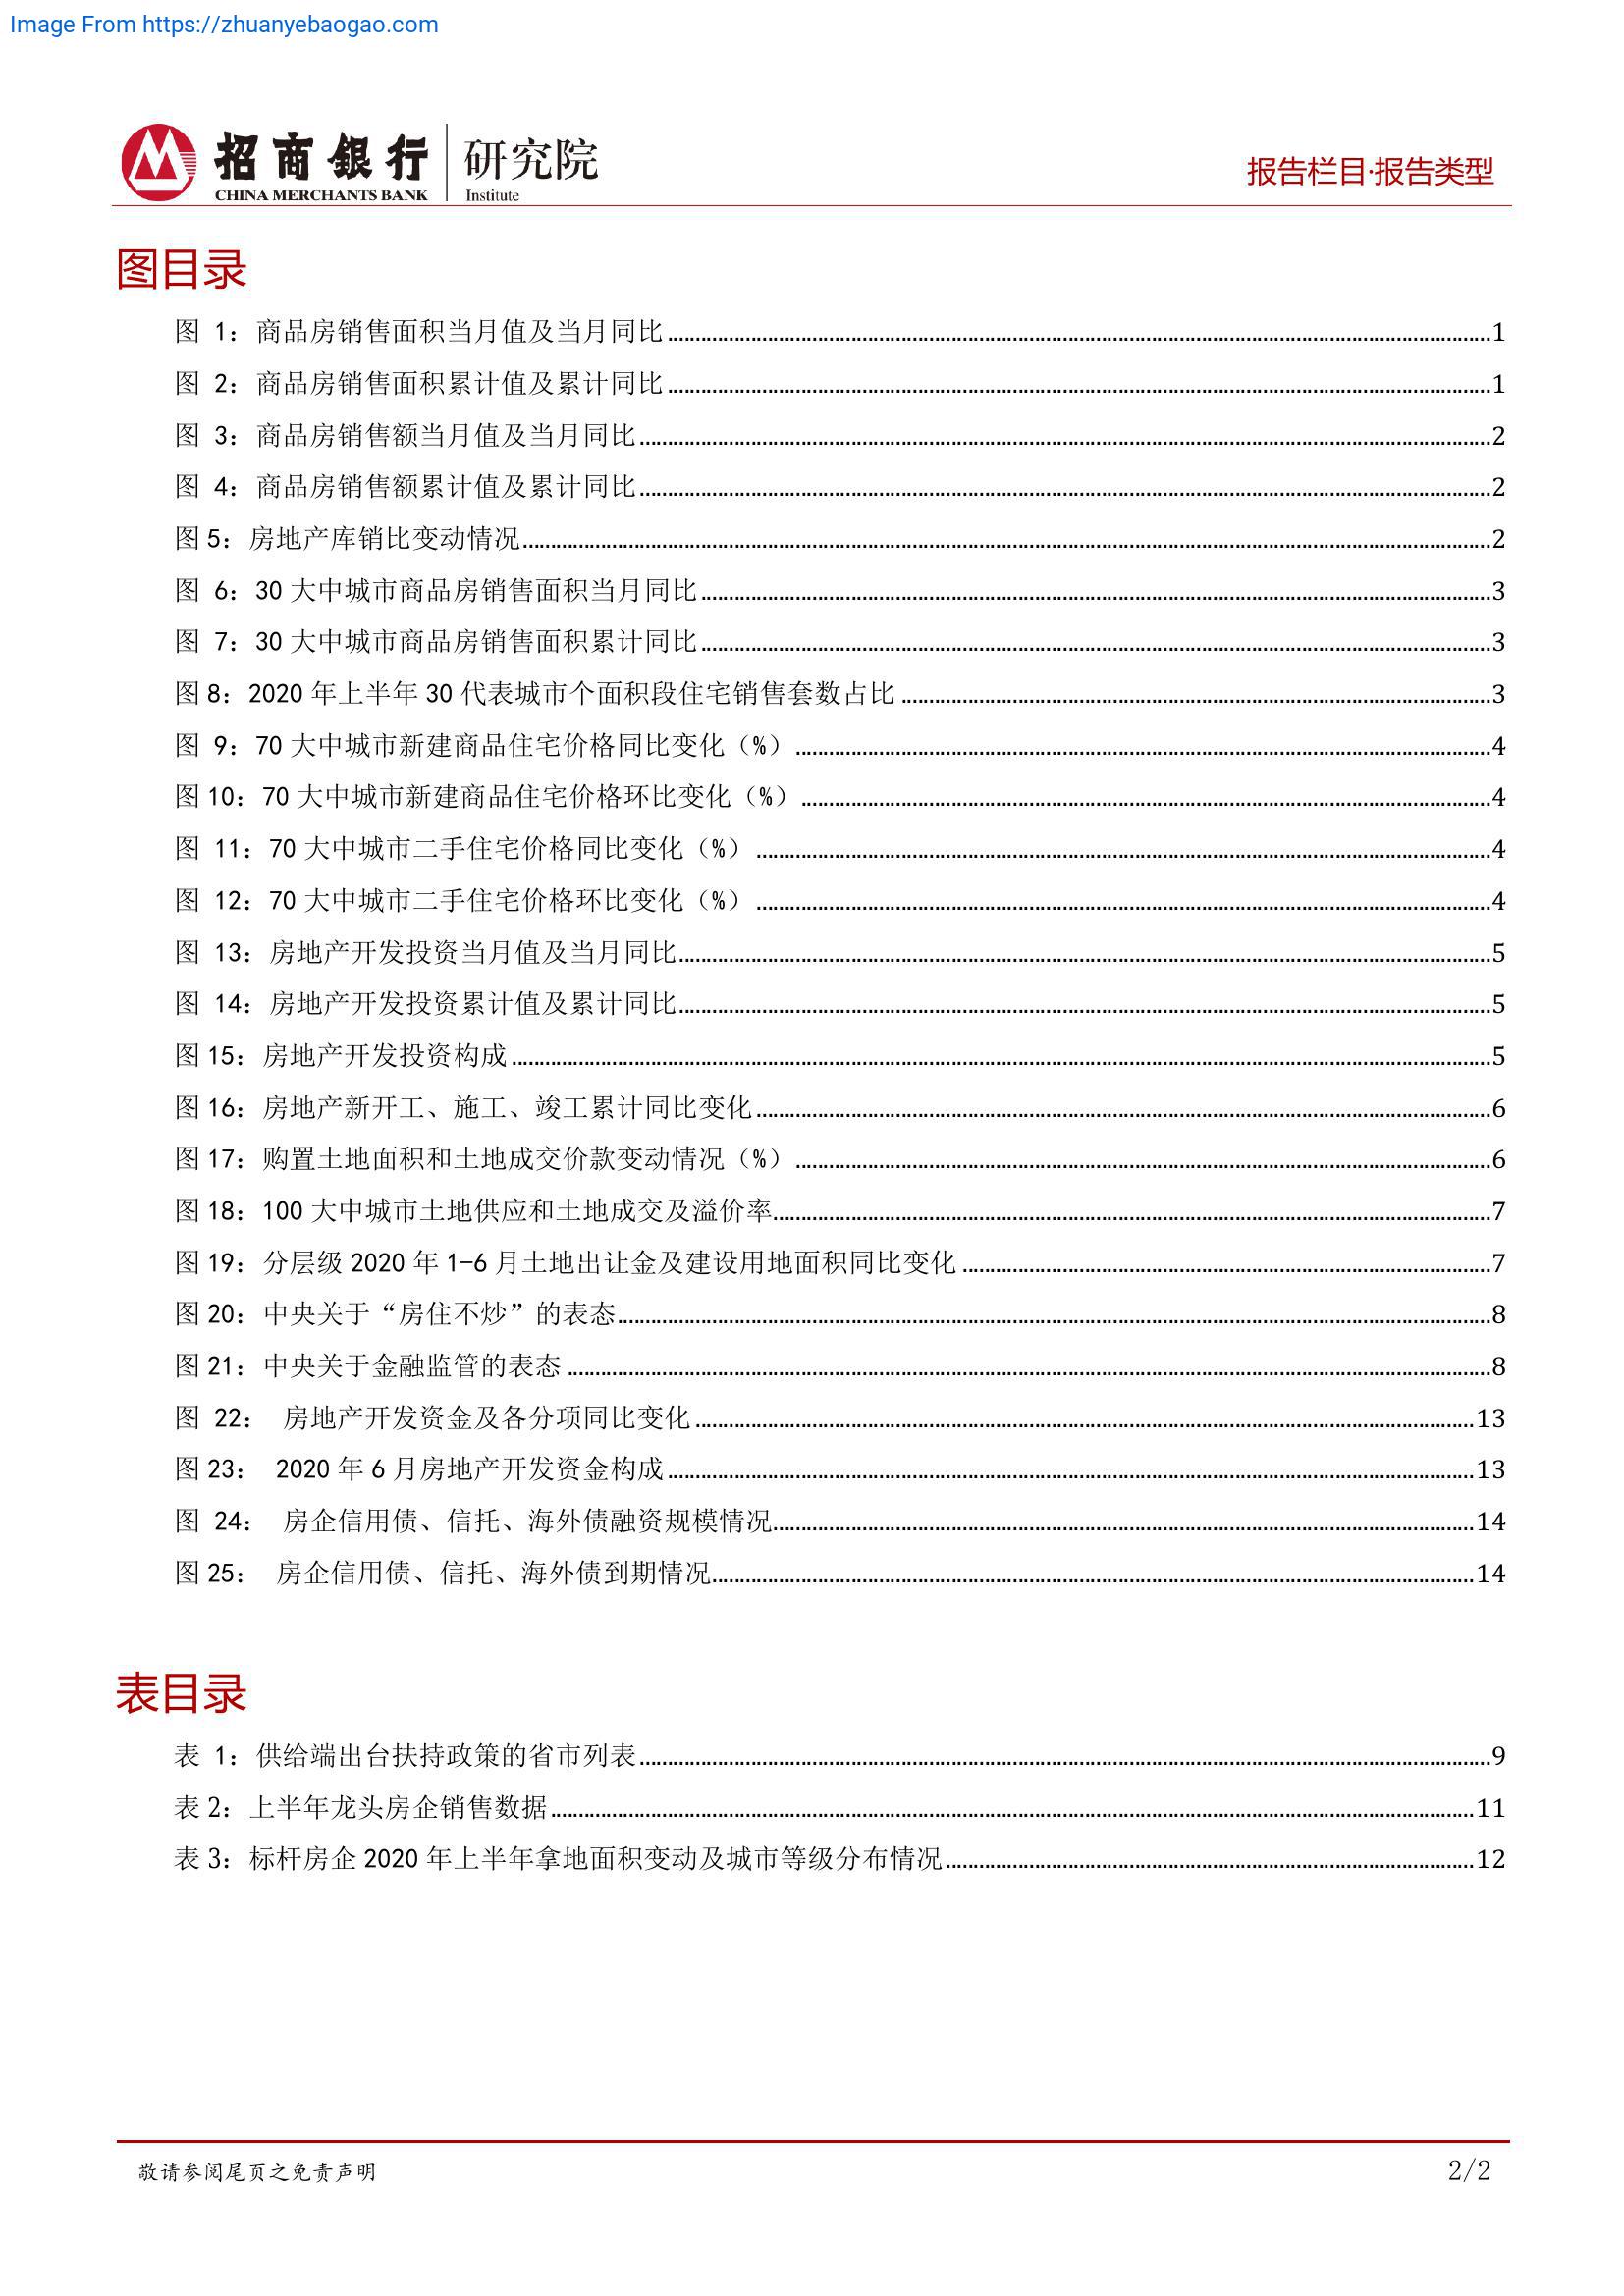 Image From https://zhuanyebaogao.com
招商銀行 研究院
CHINA MERCHANTS BANK Institute
报告栏目·报告类型
图目录
图 1：商品房销售面积当月值及当月同比 1
图 2：商品房销售面积累计值及累计同比 1
图 3：商品房销售额当月值及当月同比 2
图 4：商品房销售额累计值及累计同比 2
图 5：房地产库销比变动情况 2
图 6：30 大中城市商品房销售面积当月同比 3
图 7：30 大中城市商品房销售面积累计同比 3
图 8：2020 年上半年 30 代表城市个面积段住宅销售套数占比 3
图 9：70 大中城市新建商品住宅价格同比变化（%） 4
图 10：70 大中城市新建商品住宅价格环比变化（%） 4
图 11：70 大中城市二手住宅价格同比变化（%） 4
图 12：70 大中城市二手住宅价格环比变化（%） 4
图 13：房地产开发投资当月值及当月同比 5
图 14：房地产开发投资累计值及累计同比 5
图 15：房地产开发投资构成 5
图 16：房地产新开工、施工、竣工累计同比变化 6
图 17：购置土地面积和土地成交价款变动情况（%） 6
图 18：100 大中城市土地供应和土地成交及溢价率 7
图 19：分层级 2020 年 1-6 月土地出让金及建设用地面积同比变化 7
图 20：中央关于“房住不炒”的表态 8
图 21：中央关于金融监管的表态 8
图 22： 房地产开发资金及各分项同比变化 13
图 23： 2020 年 6 月房地产开发资金构成 13
图 24： 房企信用债、信托、海外债融资规模情况 14
图 25： 房企信用债、信托、海外债到期情况 14
表目录
表 1：供给端出台扶持政策的省市列表 9
表 2：上半年龙头房企销售数据 11
表 3：标杆房企 2020 年上半年拿地面积变动及城市等级分布情况 12
敬请参阅尾页之免责声明
2/2